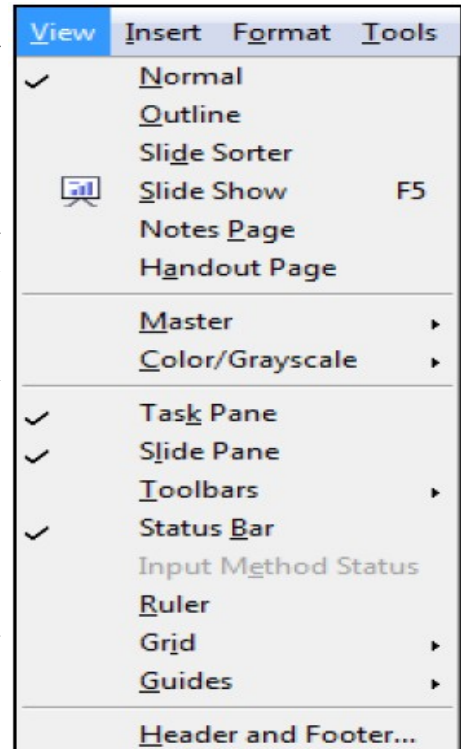 View Insert Format Tools
Normal
Outline
Slide Sorter
Slide Show F5
Notes Page
Handout Page
Master
Color/Grayscale
Task Pane
Slide Pane
Toolbars
Status Bar
Input Method Status
Ruler
Grid
Guides
Header and Footer...